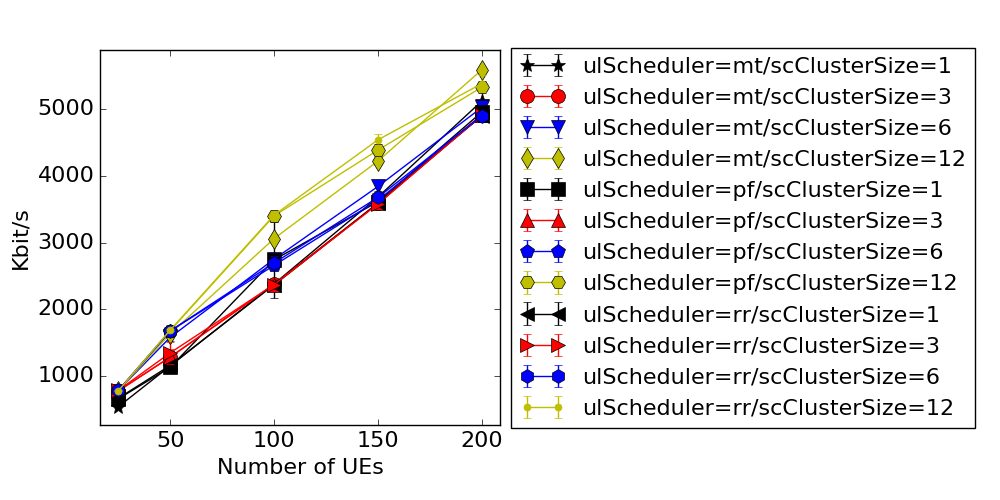 Kbit/s
5000
4000
3000
2000
1000
50 100 150 200
Number of UEs
ulScheduler=mt/scClusterSize=1
ulScheduler=mt/scClusterSize=3
ulScheduler=mt/scClusterSize=6
ulScheduler=mt/scClusterSize=12
ulScheduler=pf/scClusterSize=1
ulScheduler=pf/scClusterSize=3
ulScheduler=pf/scClusterSize=6
ulScheduler=pf/scClusterSize=12
ulScheduler=rr/scClusterSize=1
ulScheduler=rr/scClusterSize=3
ulScheduler=rr/scClusterSize=6
ulScheduler=rr/scClusterSize=12